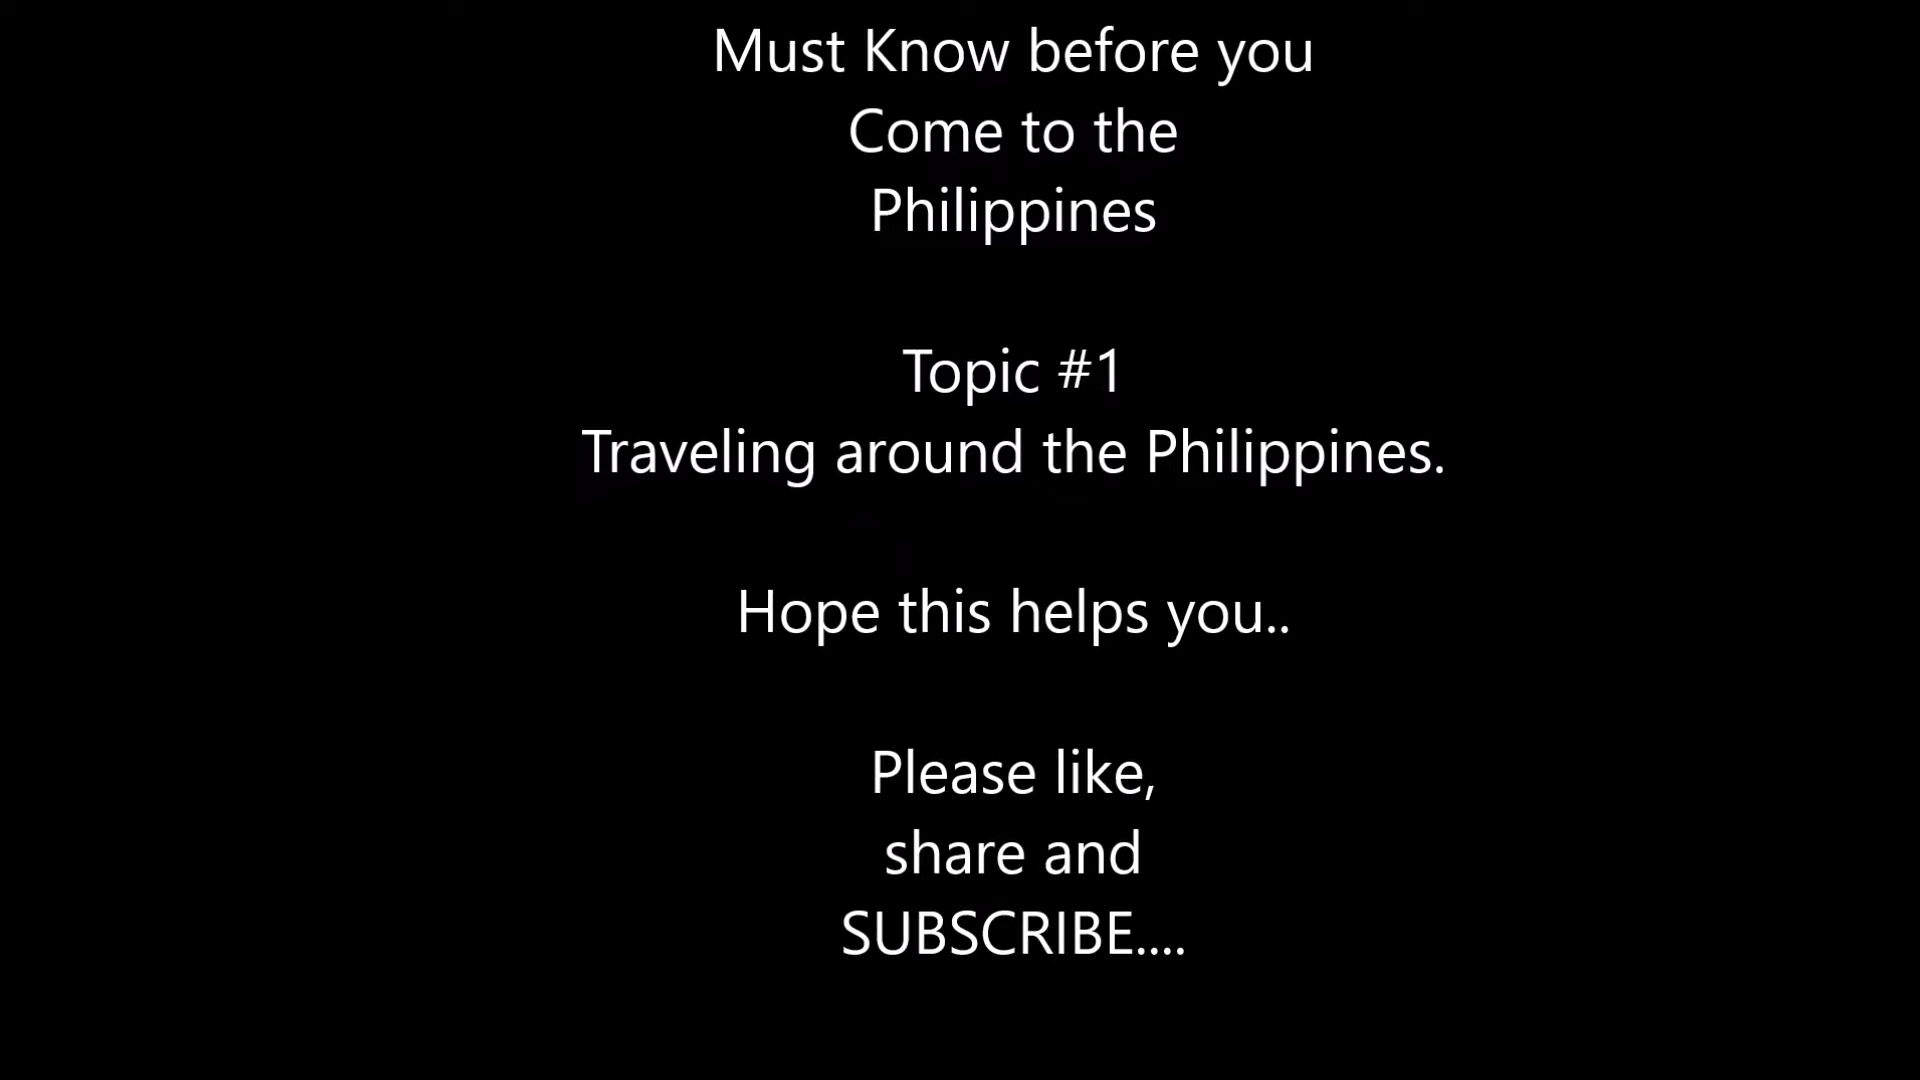 Must Know before you
Come to the
Philippines
Topic #1
Traveling around the Philippines.
Hope this helps you..
Please like,
share and
SUBSCRIBE....